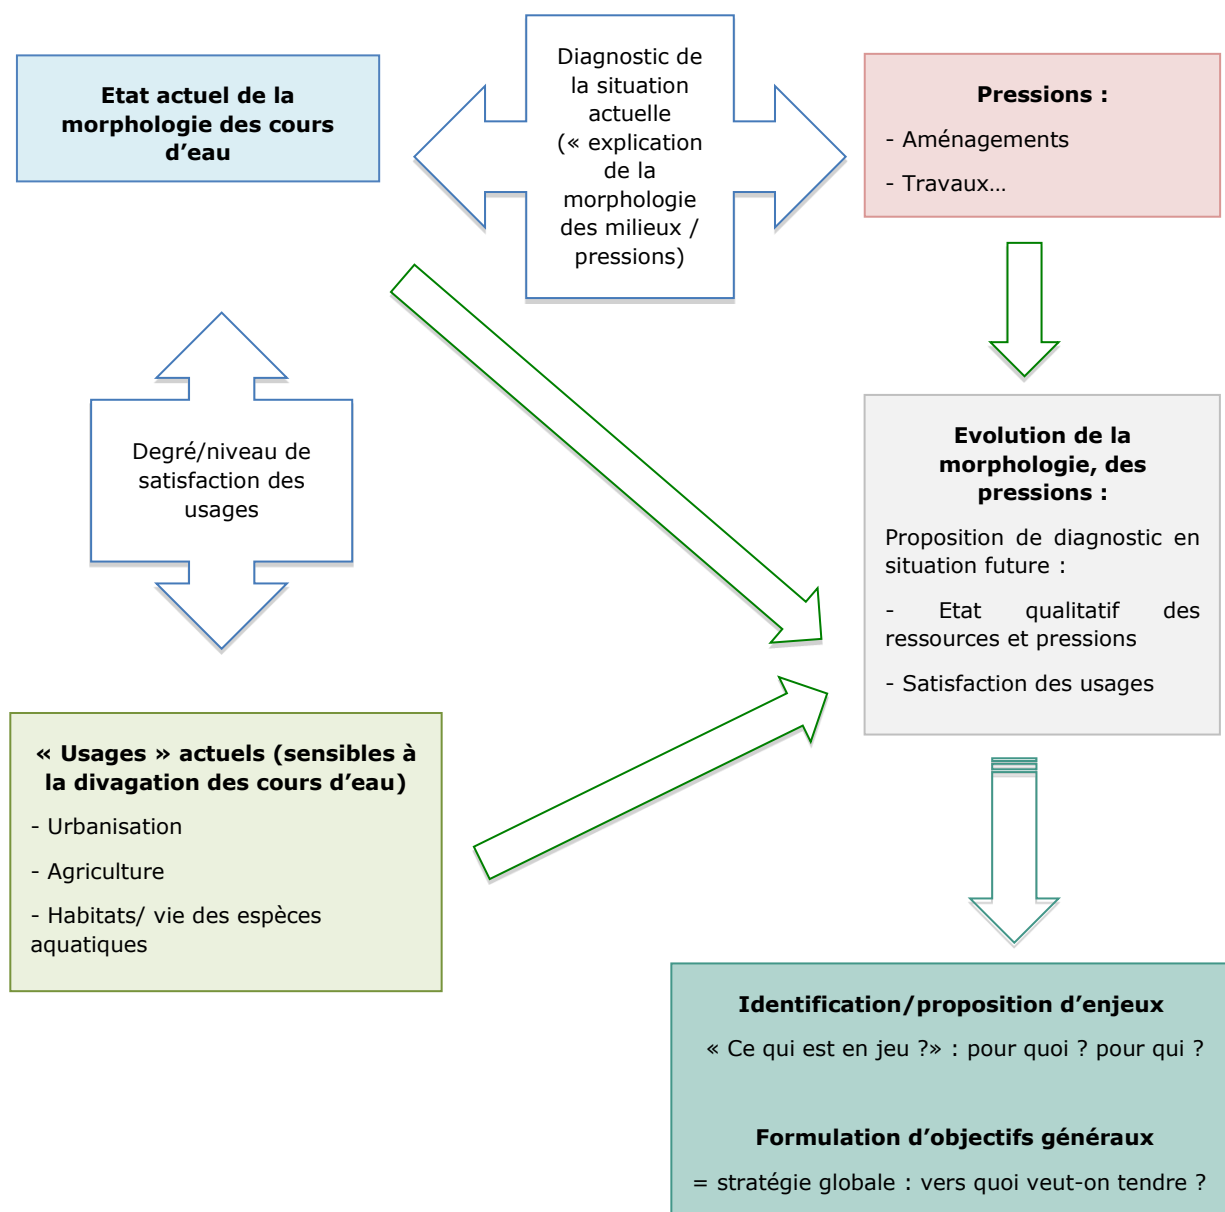 Etat actuel de la
morphologie des cours
d’eau
Diagnostic de
la situation
actuelle
(« explication
de la
morphologie
des milieux /
pressions)
Pressions :
- Aménagements
- Travaux…
Degré/niveau de
satisfaction des
usages
Evolution de la
morphologie, des
pressions :
Proposition de diagnostic en
situation future :
- Etat qualitatif des
ressources et pressions
- Satisfaction des usages
« Usages » actuels (sensibles à
la divagation des cours d’eau)
- Urbanisation
- Agriculture
- Habitats/ vie des espèces
aquatiques
Identification/proposition d’enjeux
« Ce qui est en jeu ?» : pour quoi ? pour qui ?
Formulation d’objectifs généraux
= stratégie globale : vers quoi veut-on tendre ?